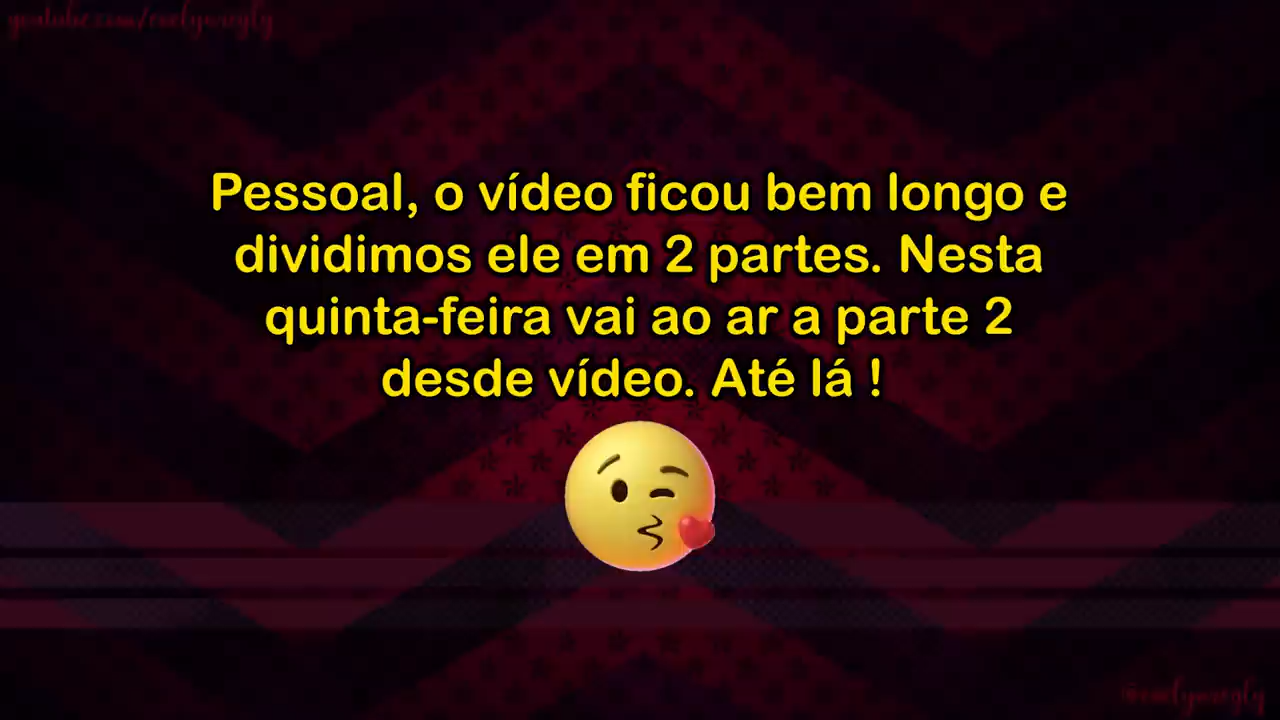 Pessoal, o vídeo ficou bem longo e
dividimos ele em 2 partes. Nesta
quinta-feira vai ao ar a parte 2
desde vídeo. Até lá !